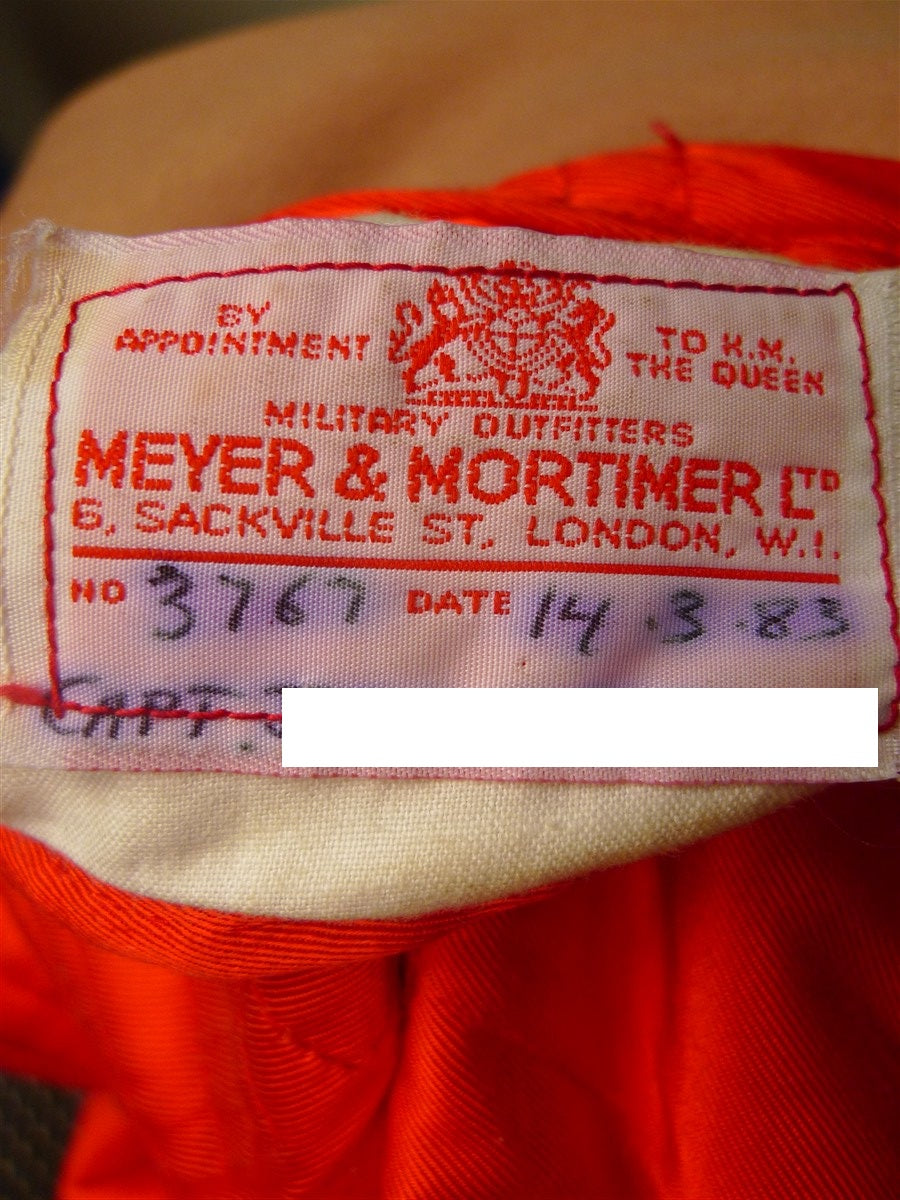 BY
APPOINTMENT
TO H.M.
THE QUEEN
MILITARY OUTFITTERS
MEYER & MORTIMER LTD
6, SACKVILLE ST, LONDON, W.1.
NO 3767 DATE 14.3.83
CAPT.